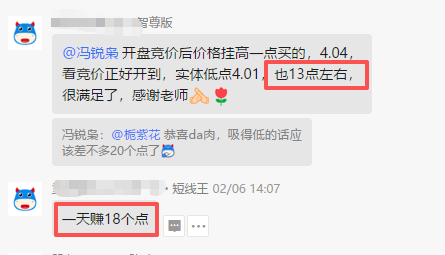 智尊版
@冯锐枭 开盘竞价后价格挂高一点买的，4.04，
看竞价正好开到，实体低点4.01，也13点左右，
很满足了，感谢老师
冯锐枭：@栀紫花 恭喜da肉，吸得低的话应
该差不多20个点了
• 短线王 02/06 14:07
一天赚18个点